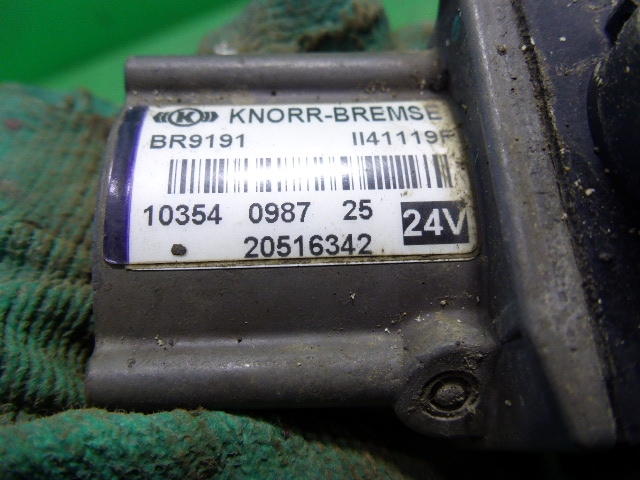 K KNORR-BREMSE
BR9191 II41119F
10354 0987 25
20516342 24V